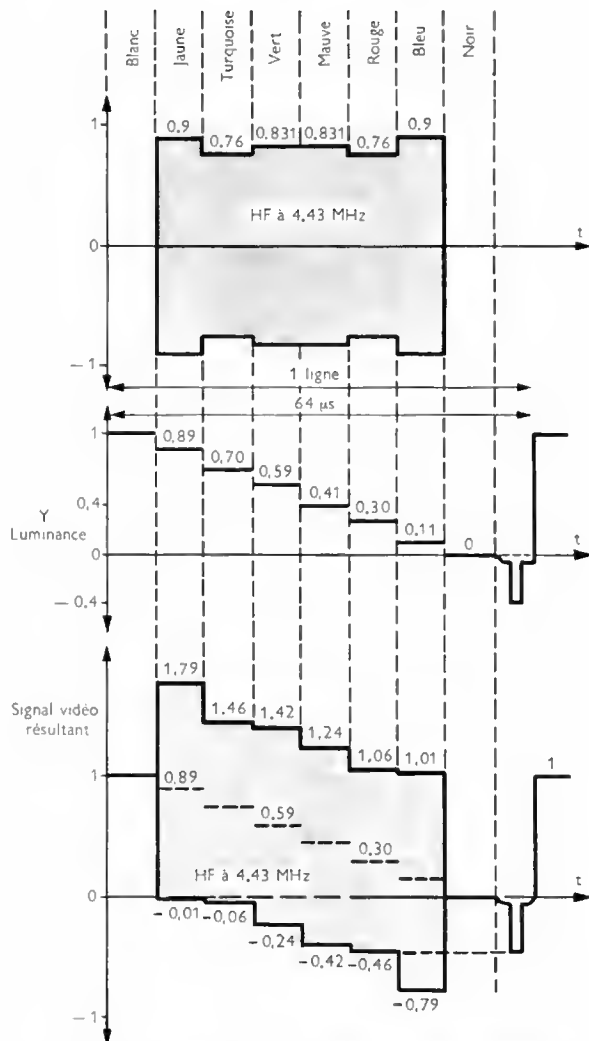 Blanc
Jaune
Turquoise
Vert
Mauve
Rouge
Bleu
Noir
1
0,9
0,76
0,831
0,831
0,76
0,9
HF à 4,43 MHz
0
t
-1
1 ligne
64 µs
1
0,89
0,70
0,59
0,4
0,41
0,30
0,11
Y
Luminance
0
0
t
-0,4
1,79
Signal vidéo
résultant
1,46
1,42
1,24
1,06
1,01
1
0,89
1
0,59
0,30
HF à 4,43 MHz
0
t
-0,01
-0,06
-0,24
-0,42
-0,46
-0,79
-1